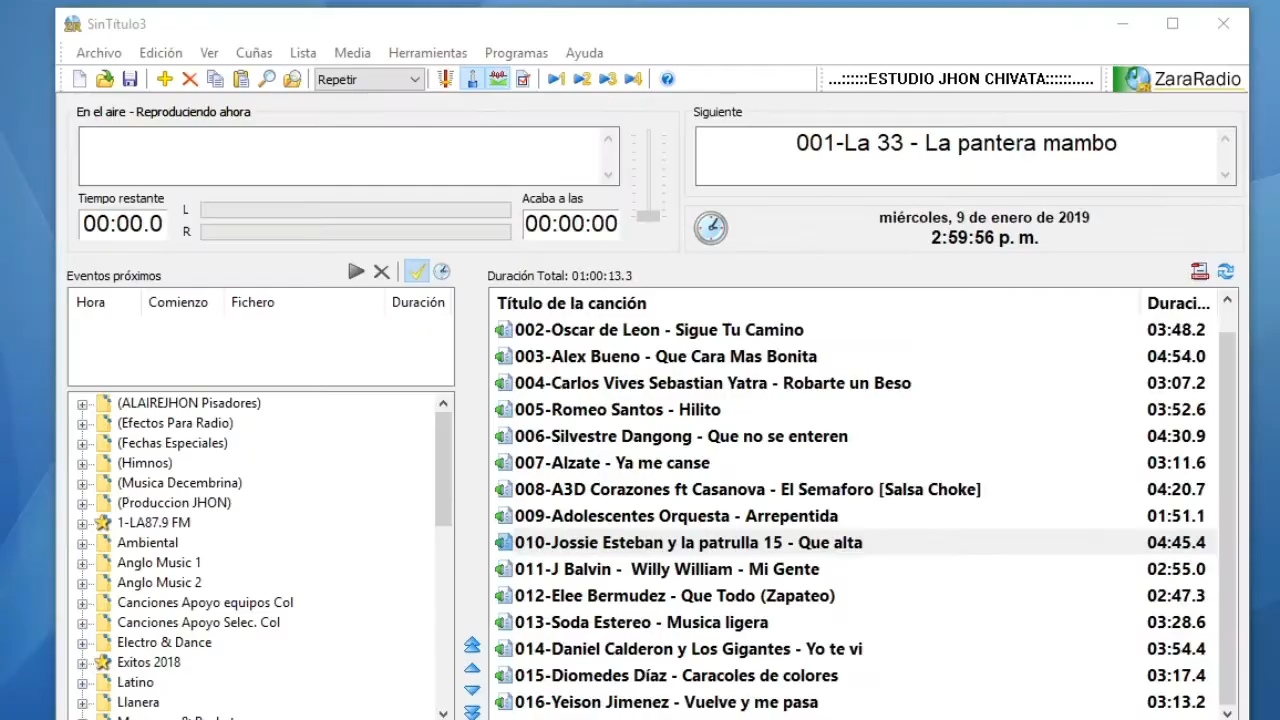 SinTítulo3
Archivo Edición Ver Cuñas Lista Media Herramientas Programas Ayuda
Repetir
1 2 3 4
...::::::ESTUDIO JHON CHIVATA::::::.....
ZaraRadio
En el aire - Reproduciendo ahora
Tiempo restante
00:00.0
L
R
Acaba a las
00:00:00
Siguiente
001-La 33 - La pantera mambo
miércoles, 9 de enero de 2019
2:59:56 p. m.
Eventos próximos
Hora Comienzo Fichero Duración
(ALAIREJHON Pisadores)
(Efectos Para Radio)
(Fechas Especiales)
(Himnos)
(Musica Decembrina)
(Produccion JHON)
1-LA87.9 FM
Ambiental
Anglo Music 1
Anglo Music 2
Canciones Apoyo equipos Col
Canciones Apoyo Selec. Col
Electro & Dance
Exitos 2018
Latino
Llanera
Duración Total: 01:00:13.3
Título de la canción Duraci...
002-Oscar de Leon - Sigue Tu Camino 03:48.2
003-Alex Bueno - Que Cara Mas Bonita 04:54.0
004-Carlos Vives Sebastian Yatra - Robarte un Beso 03:07.2
005-Romeo Santos - Hilito 03:52.6
006-Silvestre Dangong - Que no se enteren 04:30.9
007-Alzate - Ya me canse 03:11.6
008-A3D Corazones ft Casanova - El Semaforo [Salsa Choke] 04:20.7
009-Adolescentes Orquesta - Arrepentida 01:51.1
010-Jossie Esteban y la patrulla 15 - Que alta 04:45.4
011-J Balvin -  Willy William - Mi Gente 02:55.0
012-Elee Bermudez - Que Todo (Zapateo) 02:47.3
013-Soda Estereo - Musica ligera 03:28.6
014-Daniel Calderon y Los Gigantes - Yo te vi 03:54.4
015-Diomedes Díaz - Caracoles de colores 03:17.4
016-Yeison Jimenez - Vuelve y me pasa 03:13.2